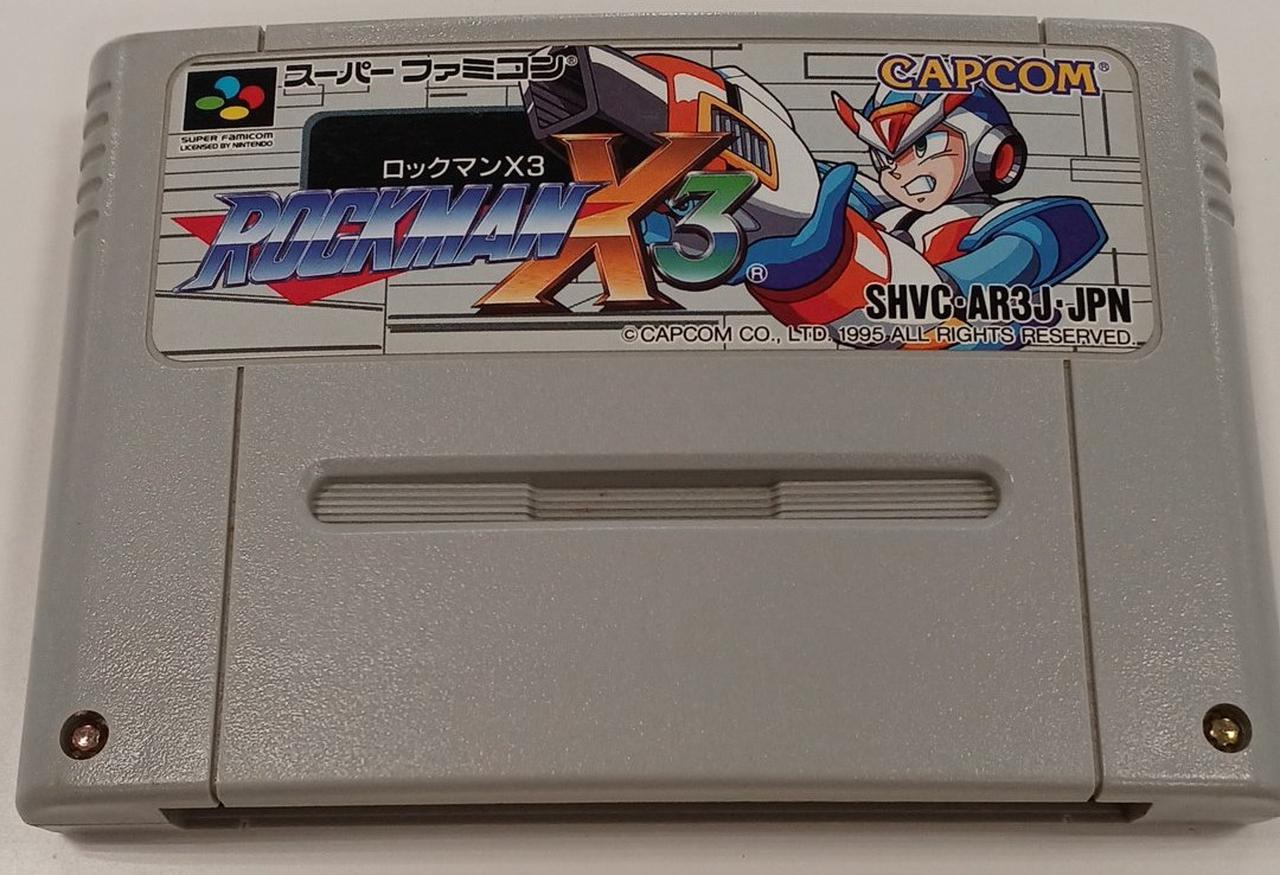 スーパーファミコン®
CAPCOM®
SUPER FAMICOM
LICENSED BY NINTENDO
ロックマンX3
ROCKMAN X3®
SHVC-AR3J-JPN
©CAPCOM CO., LTD. 1995 ALL RIGHTS RESERVED.